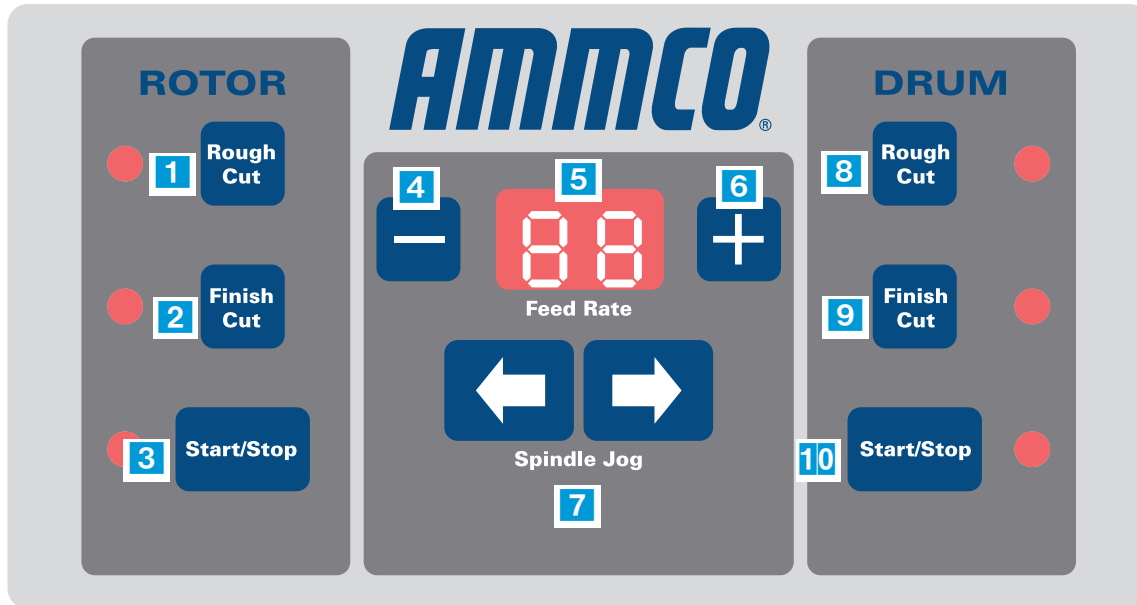 ROTOR
1
Rough
Cut
2
Finish
Cut
3
Start/Stop
AMMCO®
4
−
5
88
6
+
Feed Rate
Spindle Jog
7
DRUM
8
Rough
Cut
9
Finish
Cut
10
Start/Stop